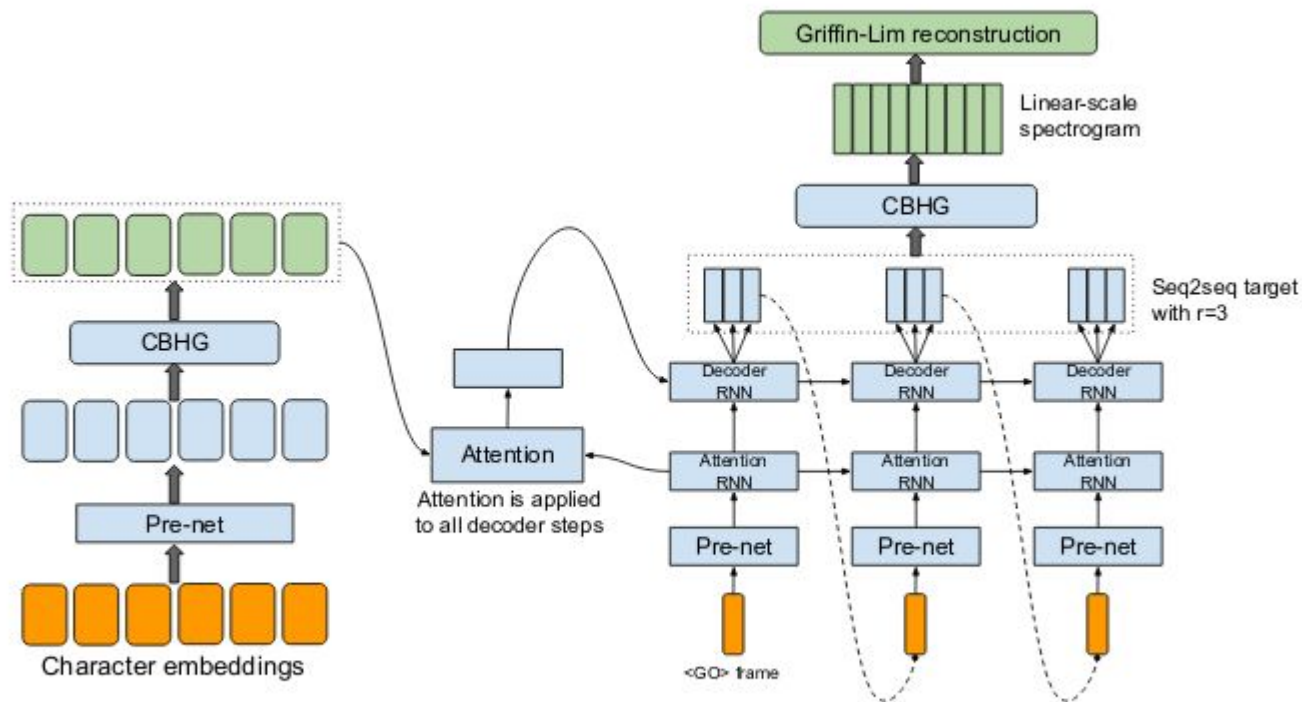 Griffin-Lim reconstruction
Linear-scale
spectrogram
CBHG
CBHG
Seq2seq target
with r=3
Decoder
RNN
Decoder
RNN
Decoder
RNN
Attention
Attention RNN
Attention RNN
Attention RNN
Attention is applied
to all decoder steps
Pre-net
Pre-net
Pre-net
Pre-net
Character embeddings
<GO> frame